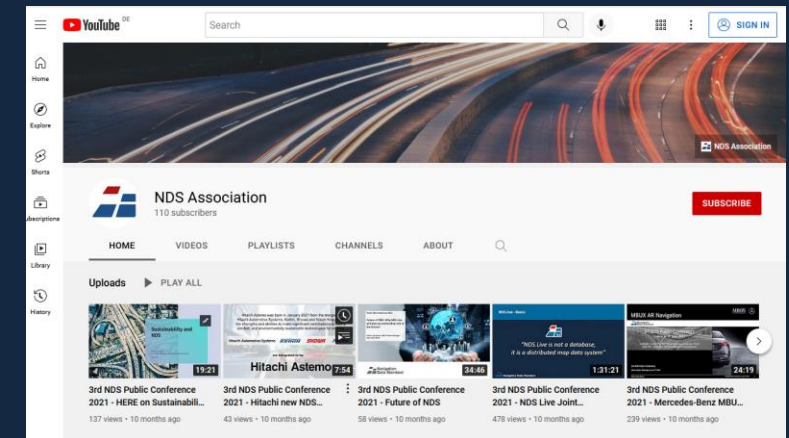 YouTube DE
Search
SIGN IN
Home
Explore
Shorts
Subscriptions
Library
History
NDS Association
NDS Association
110 subscribers
SUBSCRIBE
HOME VIDEOS PLAYLISTS CHANNELS ABOUT
Uploads PLAY ALL
Sustainability and
NDS
19:21
Hitachi Astemo
7:54
34:46
"NDS.Live is not a database,
it is a distributed map data system"
1:31:21
MBUX AR Navigation
24:19
3rd NDS Public Conference
2021 - HERE on Sustainabili...
137 views • 10 months ago
3rd NDS Public Conference
2021 - Hitachi new NDS...
43 views • 10 months ago
3rd NDS Public Conference
2021 - Future of NDS
58 views • 10 months ago
3rd NDS Public Conference
2021 - NDS Live Joint...
478 views • 10 months ago
3rd NDS Public Conference
2021 - Mercedes-Benz MBU...
239 views • 10 months ago